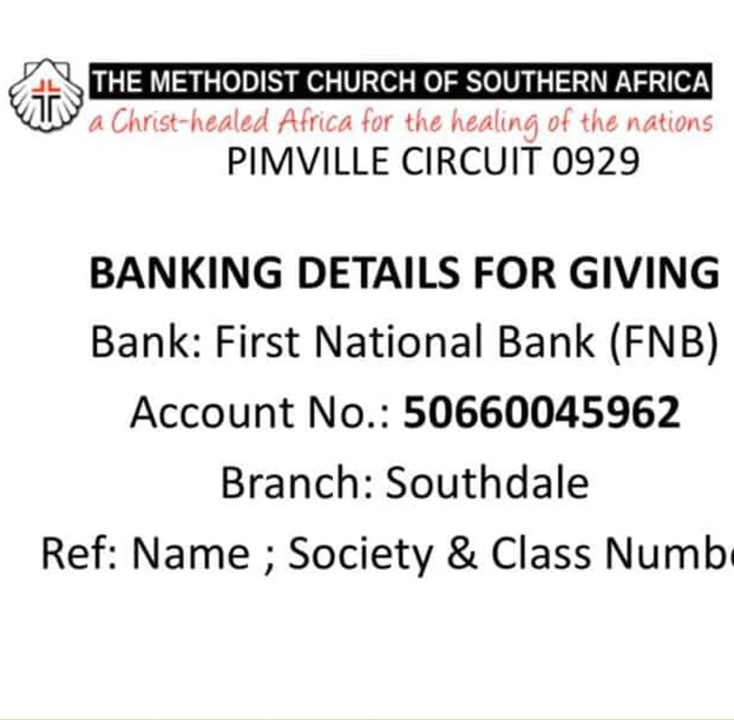 THE METHODIST CHURCH OF SOUTHERN AFRICA
a Christ-healed Africa for the healing of the nations
PIMVILLE CIRCUIT 0929
BANKING DETAILS FOR GIVING
Bank: First National Bank (FNB)
Account No.: 50660045962
Branch: Southdale
Ref: Name ; Society & Class